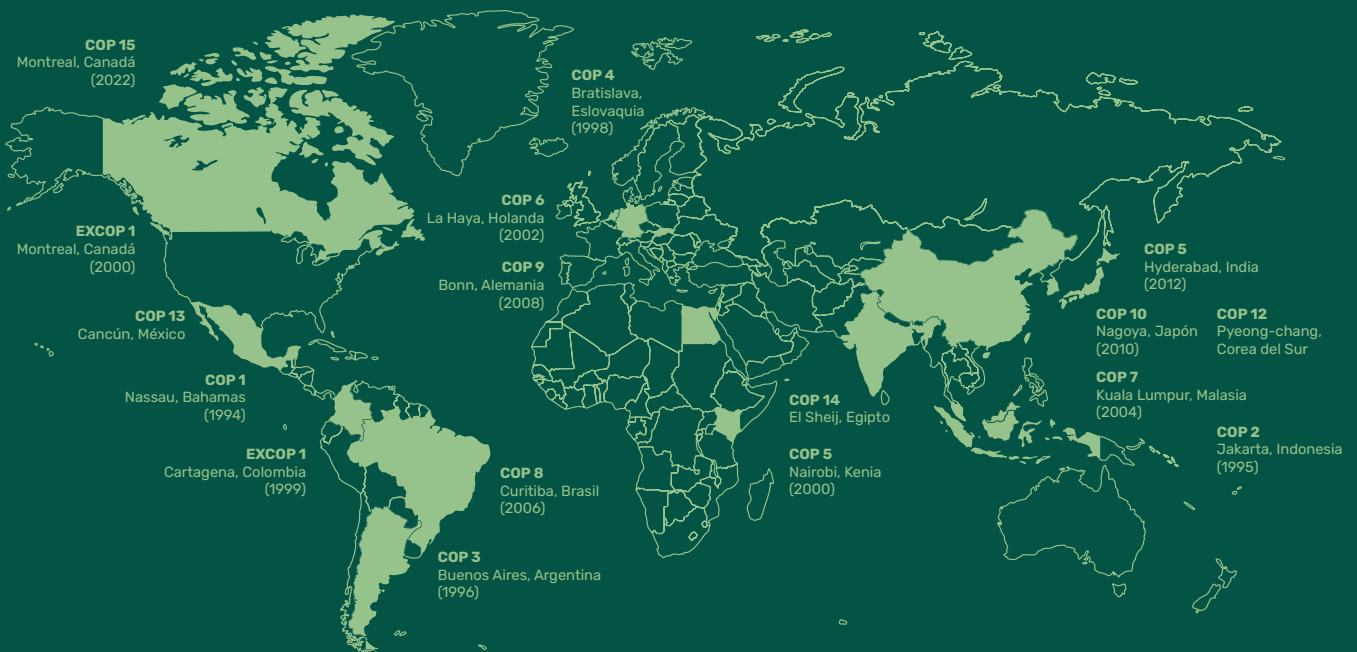 COP 15
Montreal, Canadá
(2022)
EXCOP 1
Montreal, Canadá
(2000)
COP 13
Cancún, México
COP 1
Nassau, Bahamas
(1994)
EXCOP 1
Cartagena, Colombia
(1999)
COP 8
Curitiba, Brasil
(2006)
COP 3
Buenos Aires, Argentina
(1996)
COP 4
Bratislava,
Eslovaquia
(1998)
COP 6
La Haya, Holanda
(2002)
COP 9
Bonn, Alemania
(2008)
COP 14
El Sheij, Egipto
COP 5
Nairobi, Kenia
(2000)
COP 5
Hyderabad, India
(2012)
COP 10
Nagoya, Japón
(2010)
COP 12
Pyeong-chang,
Corea del Sur
COP 7
Kuala Lumpur, Malasia
(2004)
COP 2
Jakarta, Indonesia
(1995)